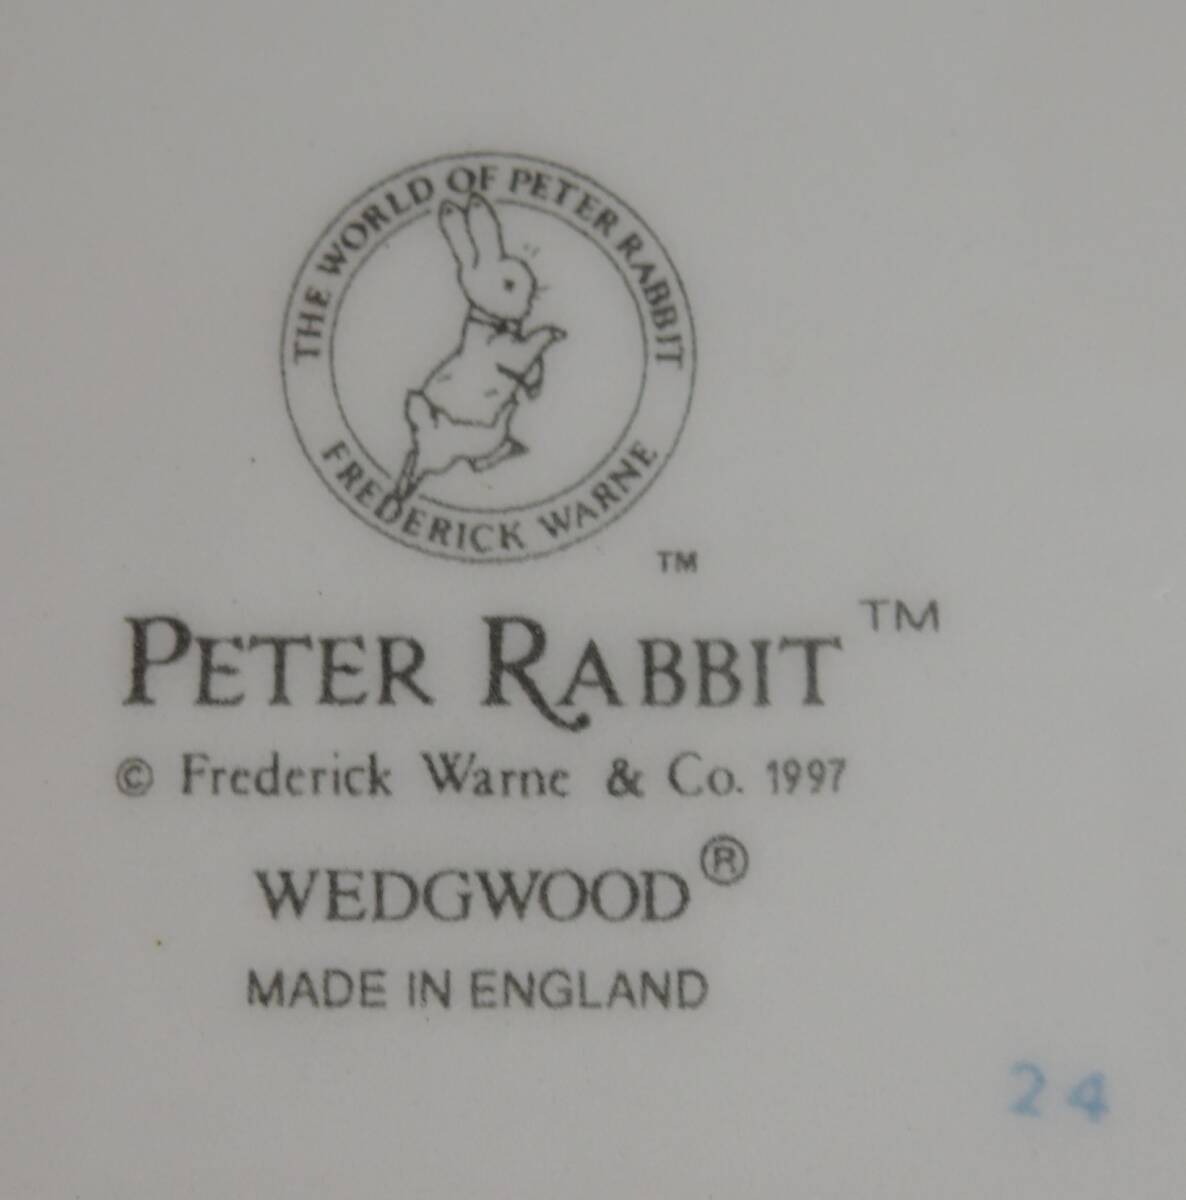 THE WORLD OF PETER RABBIT
FREDERICK WARNE
TM
PETER RABBIT TM
© Frederick Warne & Co. 1997
WEDGWOOD ®
MADE IN ENGLAND
24